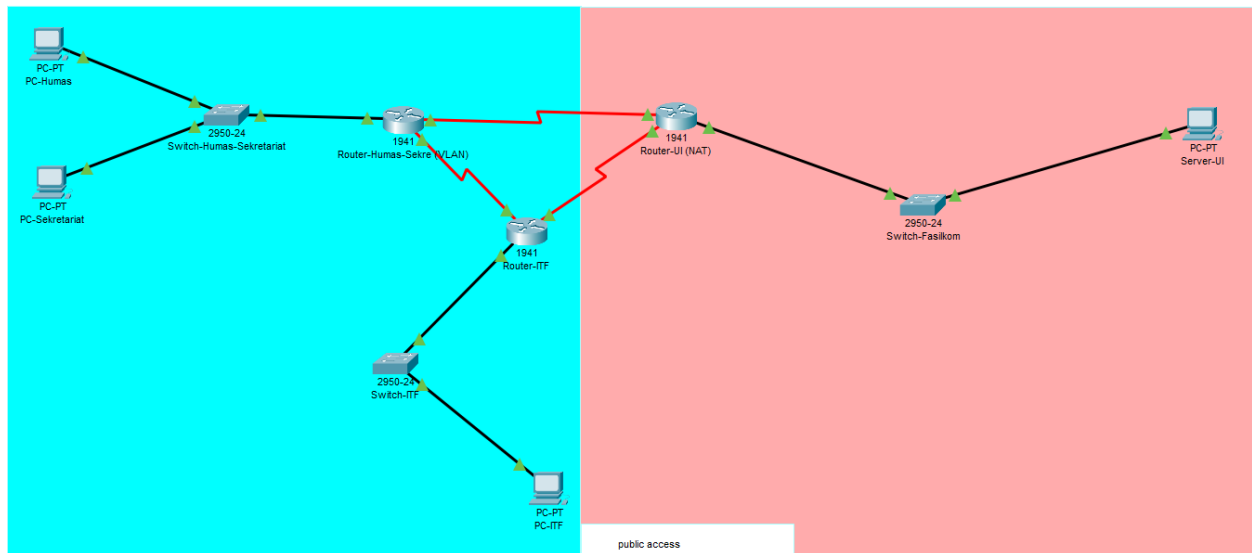 PC-PT
PC-Humas
2950-24
Switch-Humas-Sekretariat
1941
Router-Humas-Sekre (VLAN)
1941
Router-UI (NAT)
PC-PT
Server-UI
PC-PT
PC-Sekretariat
2950-24
Switch-Fasilkom
1941
Router-ITF
2950-24
Switch-ITF
PC-PT
PC-ITF
public access